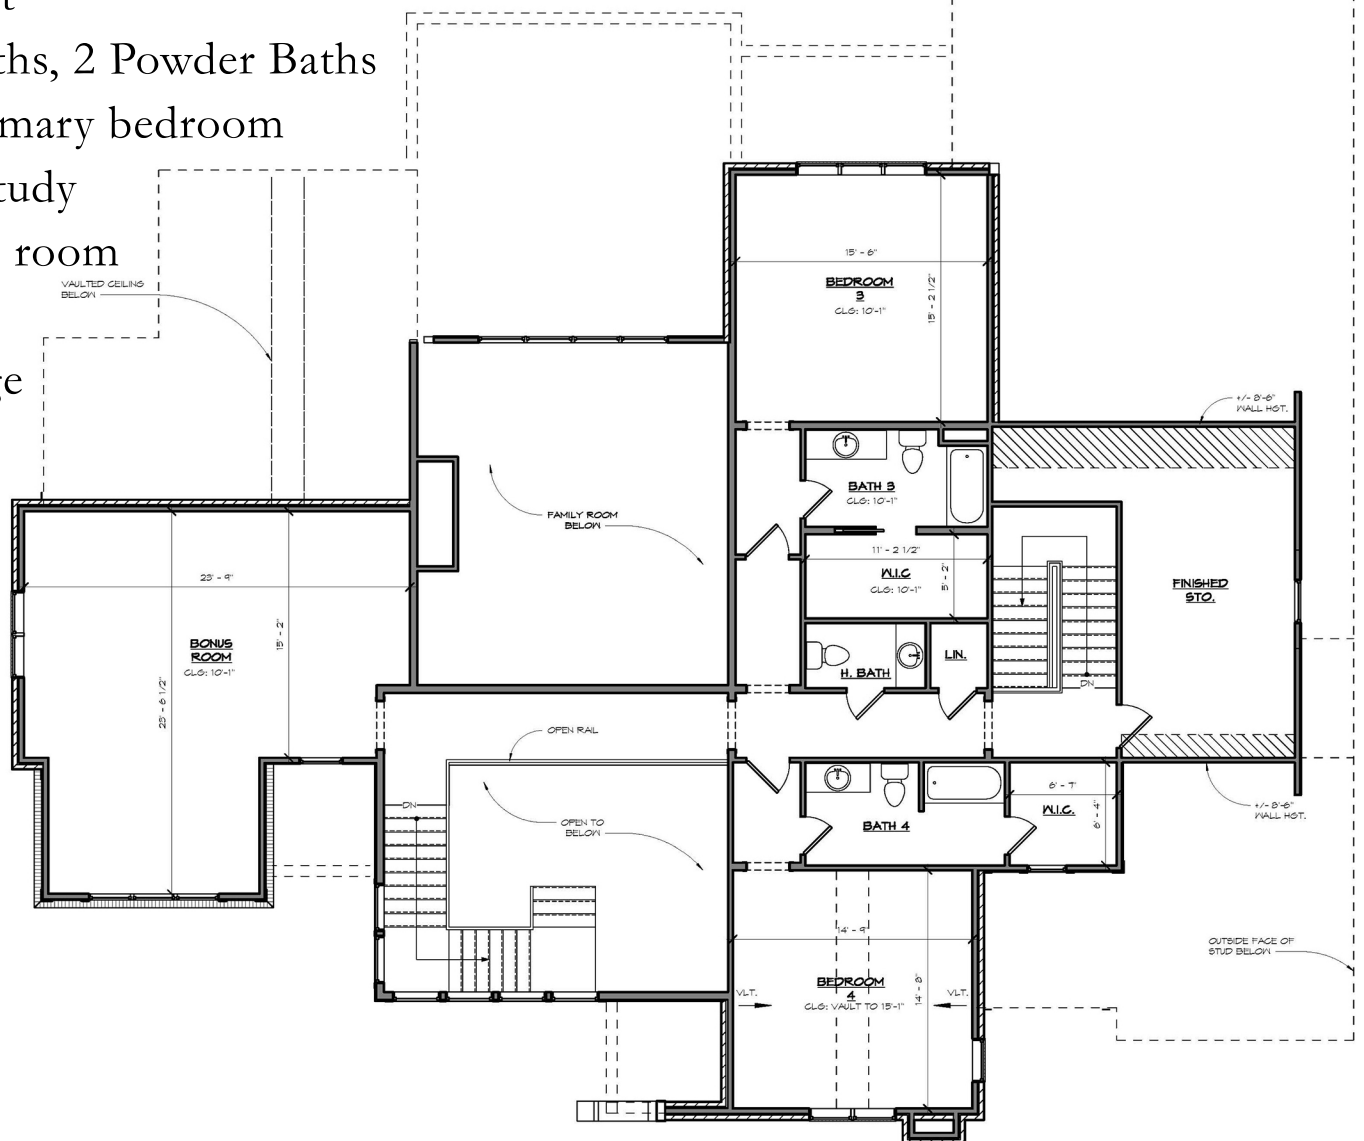 t
ths, 2 Powder Baths
mary bedroom
tudy
room
ge
VAULTED CEILING
BELOW
15' - 6"
BEDROOM
3
CLG: 10'-1"
15' - 2 1/2"
+/- 8'-6"
WALL HGT.
BATH 3
CLG: 10'-1"
FAMILY ROOM
BELOW
11' - 2 1/2"
W.I.C
CLG: 10'-1"
5' - 2"
FINISHED
STO.
23' - 9"
BONUS
ROOM
CLG: 10'-1"
15' - 2"
23' - 6 1/2"
H. BATH
LIN.
DN
OPEN RAIL
DN
OPEN TO
BELOW
BATH 4
6' - 7"
W.I.C.
6' - 4"
+/- 8'-6"
WALL HGT.
14' - 9"
BEDROOM
4
CLG: VAULT TO 15'-1"
14' - 8"
VLT.
VLT.
OUTSIDE FACE OF
STUD BELOW